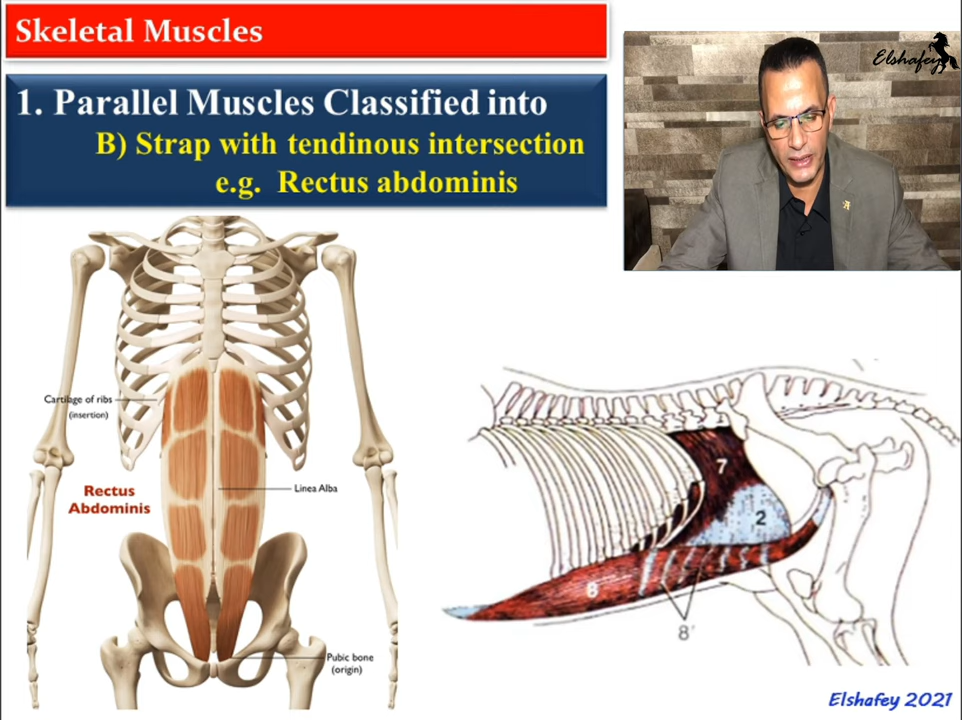 Skeletal Muscles
Elshafey
1. Parallel Muscles Classified into
B) Strap with tendinous intersection
e.g. Rectus abdominis
Cartilage of ribs
(insertion)
Rectus
Abdominis
Linea Alba
Pubic bone
(origin)
7
2
8
8'
Elshafey 2021